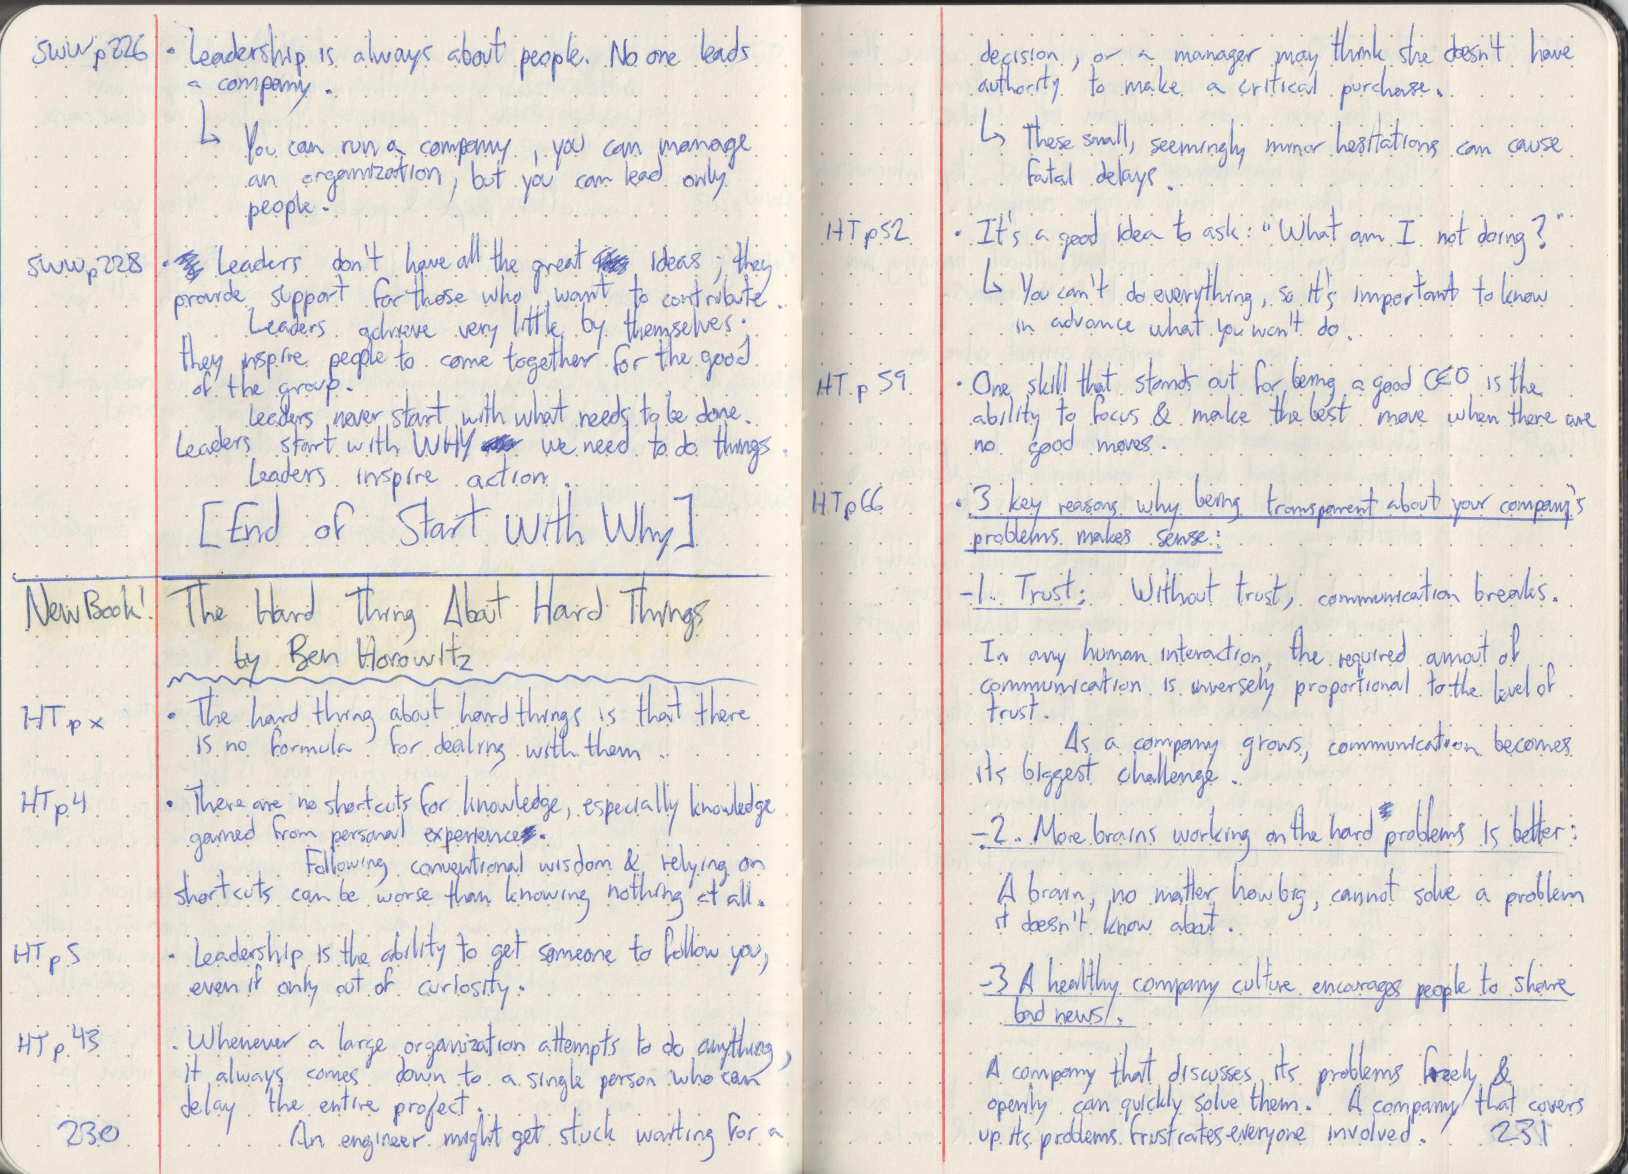 SWWp226 • Leadership is always about people. No one leads
a company.
↳ You can run a company, you can manage
an organization, but you can lead only
people.
SWWp228 • Leaders don't have all the great ideas; they
provide support for those who want to contribute.
Leaders achieve very little by themselves;
they inspire people to come together for the good
of the group.
Leaders never start with what needs to be done.
Leaders start with WHY we need to do things.
Leaders inspire action.
[End of Start With Why]
New Book! The Hard Thing About Hard Things
by Ben Horowitz
HTpx • The hard thing about hard things is that there
is no formula for dealing with them.
HTp4 • There are no shortcuts for knowledge, especially knowledge
gained from personal experience.
Following conventional wisdom & relying on
shortcuts can be worse than knowing nothing at all.
HTp5 • Leadership is the ability to get someone to follow you,
even if only out of curiosity.
HTp43 • Whenever a large organization attempts to do anything,
it always comes down to a single person who can
delay the entire project.
An engineer might get stuck waiting for a
230
decision, or a manager may think she doesn't have
authority to make a critical purchase.
↳ These small, seemingly minor hesitations can cause
fatal delays.
HTp52 • It's a good idea to ask: "What am I not doing?"
↳ You can't do everything, so it's important to know
in advance what you won't do.
HT.p59 • One skill that stands out for being a good CEO is the
ability to focus & make the best move when there are
no good moves.
HTp66 • 3 key reasons why being transparent about your company's
problems makes sense:
-1. Trust: Without trust, communication breaks.
In any human interaction, the required amout of
communication is inversely proportional to the level of
trust.
As a company grows, communication becomes
its biggest challenge.
-2. More brains working on the hard problems is better:
A brain, no matter how big, cannot solve a problem
it doesn't know about.
-3 A healthy company culture encourages people to share
bad news.
A company that discusses its problems freely &
openly can quickly solve them. A company that covers
up its problems frustrates everyone involved.
231